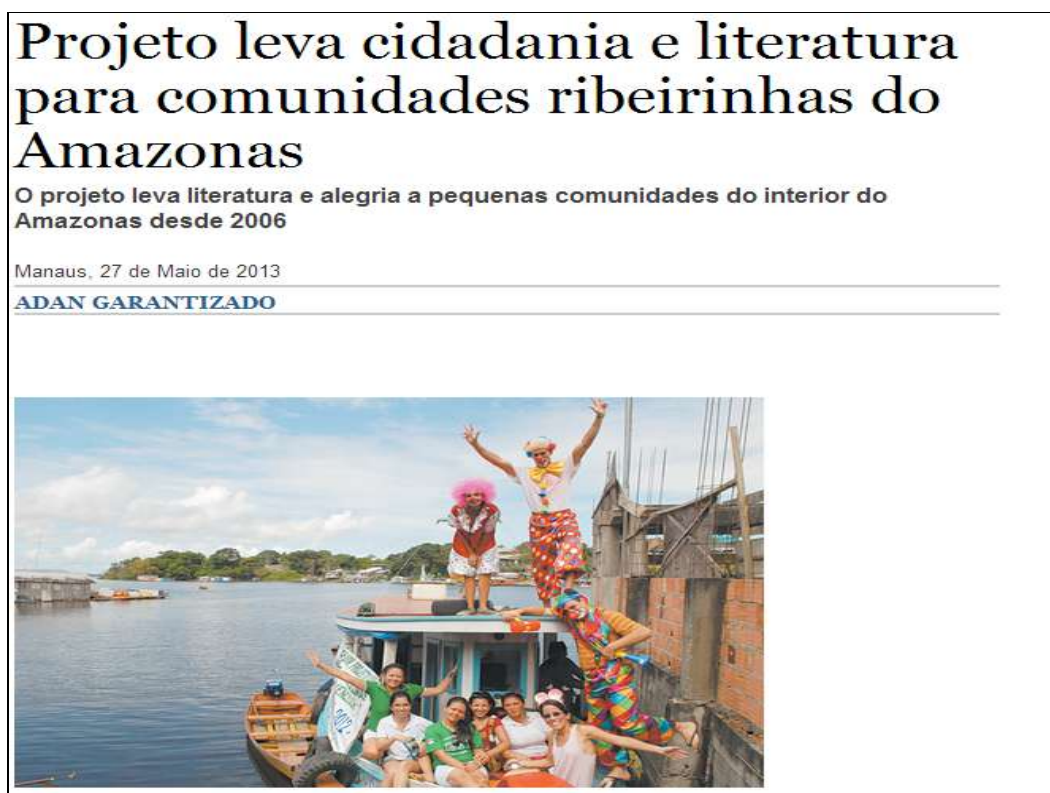 Projeto leva cidadania e literatura
para comunidades ribeirinhas do
Amazonas
O projeto leva literatura e alegria a pequenas comunidades do interior do
Amazonas desde 2006
Manaus, 27 de Maio de 2013
ADAN GARANTIZADO
2012